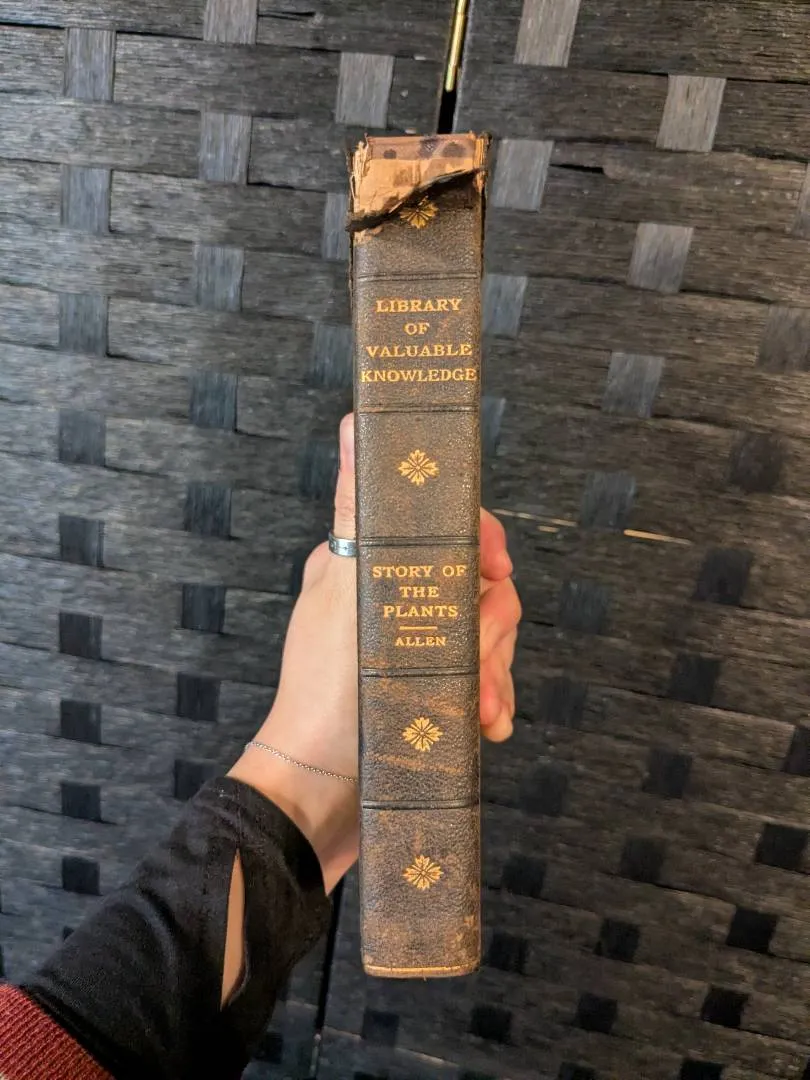 LIBRARY
OF
VALUABLE
KNOWLEDGE
STORY OF
THE
PLANTS
ALLEN